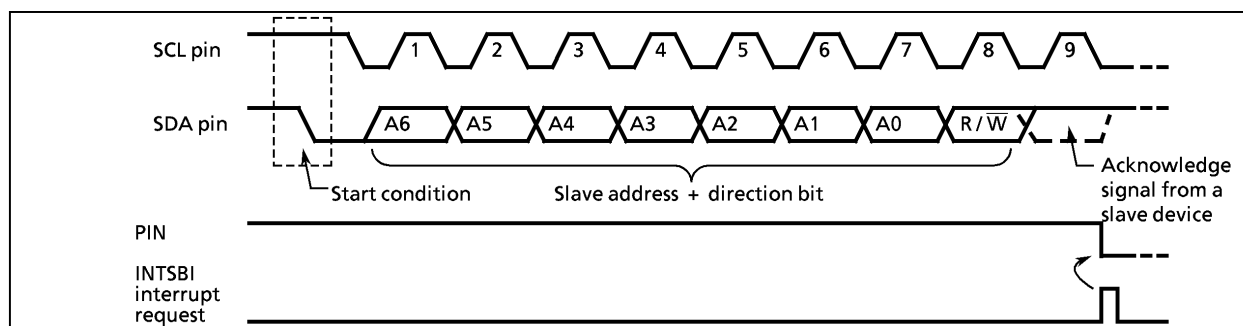 SCL pin
1 2 3 4 5 6 7 8 9
SDA pin
A6 A5 A4 A3 A2 A1 A0 R / W̅
Start condition
Slave address + direction bit
Acknowledge
signal from a
slave device
PIN
INTSBI
interrupt
request